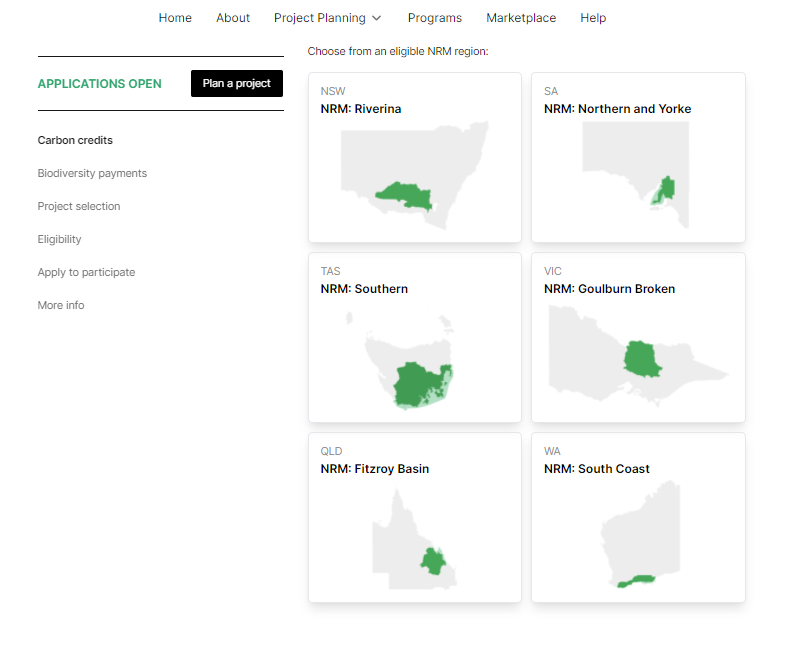 Home About Project Planning Programs Marketplace Help
APPLICATIONS OPEN
Plan a project
Carbon credits
Biodiversity payments
Project selection
Eligibility
Apply to participate
More info
Choose from an eligible NRM region:
NSW
NRM: Riverina
SA
NRM: Northern and Yorke
TAS
NRM: Southern
VIC
NRM: Goulburn Broken
QLD
NRM: Fitzroy Basin
WA
NRM: South Coast